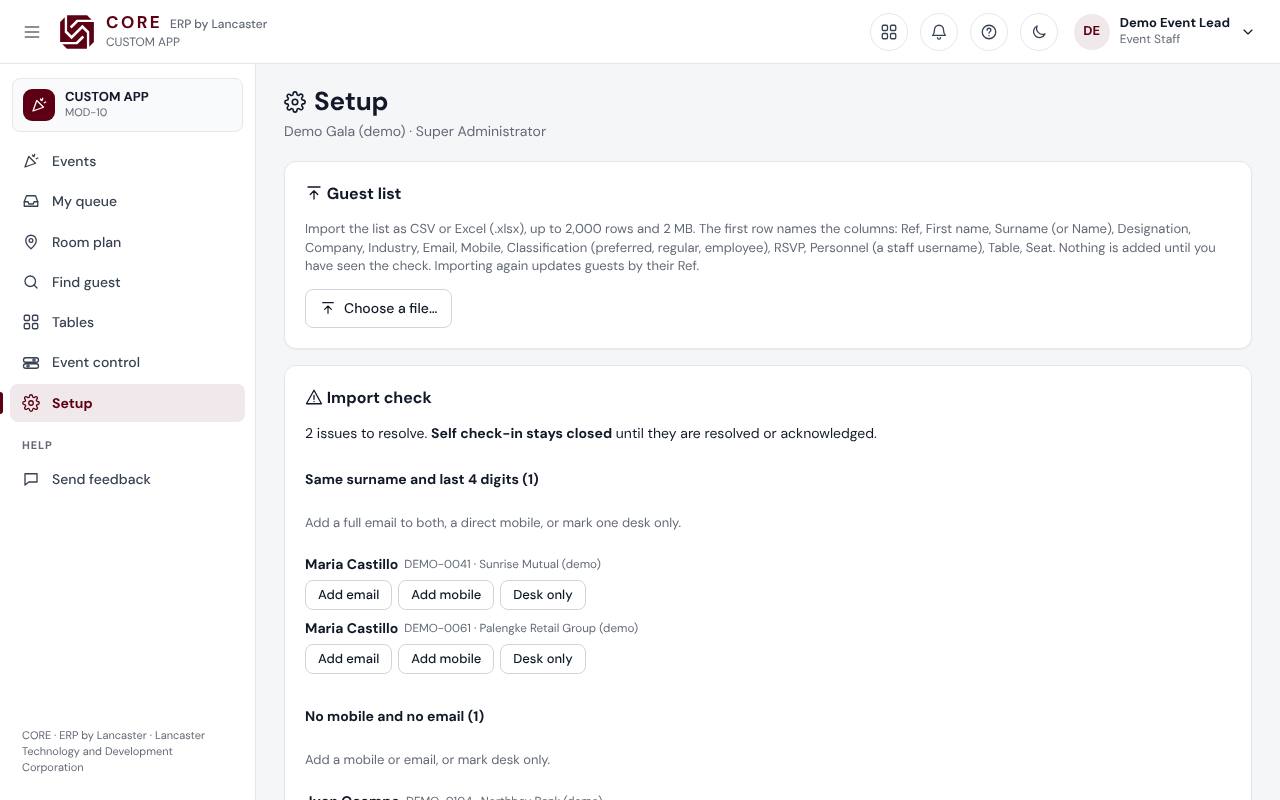 CORE ERP by Lancaster
CUSTOM APP
DE
Demo Event Lead
Event Staff
CUSTOM APP
MOD-10
Events
My queue
Room plan
Find guest
Tables
Event control
Setup
HELP
Send feedback
CORE · ERP by Lancaster · Lancaster
Technology and Development
Corporation
Setup
Demo Gala (demo) · Super Administrator
Guest list
Import the list as CSV or Excel (.xlsx), up to 2,000 rows and 2 MB. The first row names the columns: Ref, First name, Surname (or Name), Designation,
Company, Industry, Email, Mobile, Classification (preferred, regular, employee), RSVP, Personnel (a staff username), Table, Seat. Nothing is added until you
have seen the check. Importing again updates guests by their Ref.
Choose a file…
Import check
2 issues to resolve. Self check-in stays closed until they are resolved or acknowledged.
Same surname and last 4 digits (1)
Add a full email to both, a direct mobile, or mark one desk only.
Maria Castillo DEMO-0041 · Sunrise Mutual (demo)
Add email Add mobile Desk only
Maria Castillo DEMO-0061 · Palengke Retail Group (demo)
Add email Add mobile Desk only
No mobile and no email (1)
Add a mobile or email, or mark desk only.